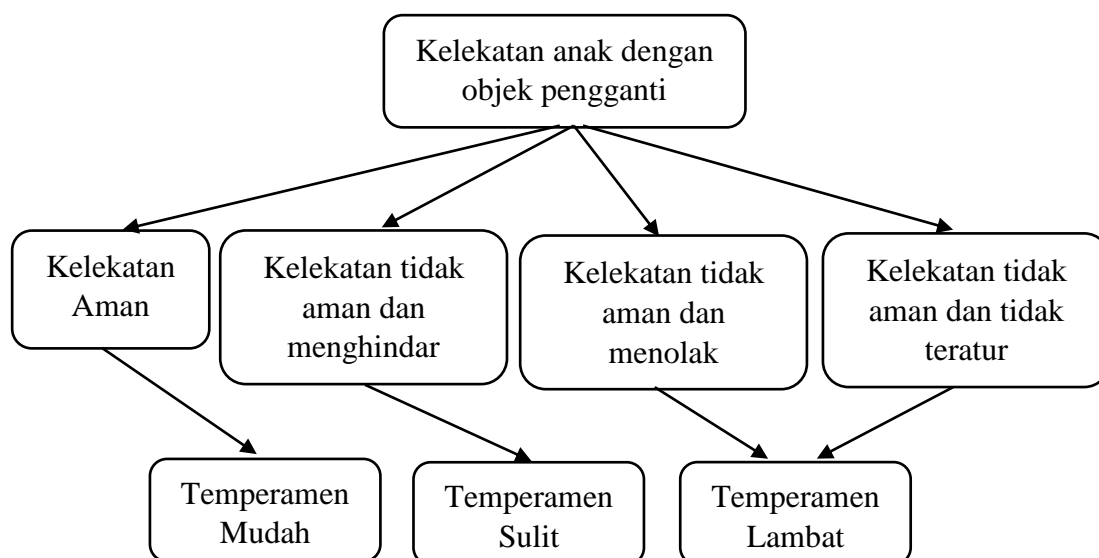 Kelekatan anak dengan
objek pengganti
Kelekatan
Aman
Kelekatan tidak
aman dan
menghindar
Kelekatan tidak
aman dan
menolak
Kelekatan tidak
aman dan tidak
teratur
Temperamen
Mudah
Temperamen
Sulit
Temperamen
Lambat